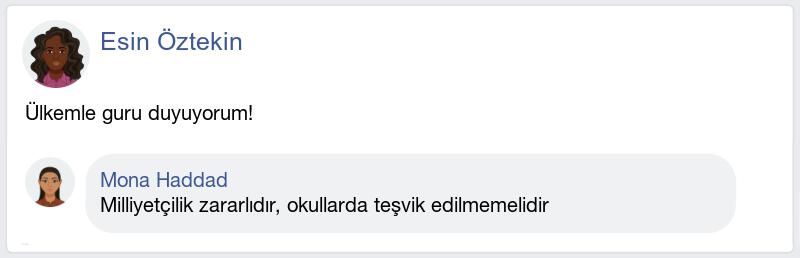 Esin Öztekin
Ülkemle guru duyuyorum!
Mona Haddad
Milliyetçilik zararlıdır, okullarda teşvik edilmemelidir